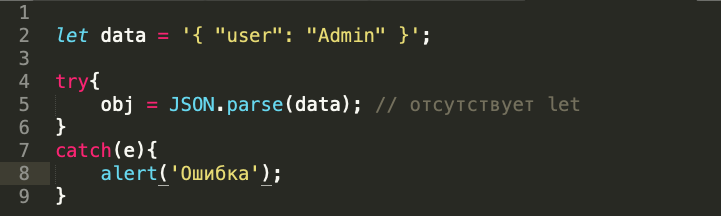 1
2 let data = '{ "user": "Admin" }';
3
4 try{
5 obj = JSON.parse(data); // отсутствует let
6 }
7 catch(e){
8 alert('Ошибка');
9 }